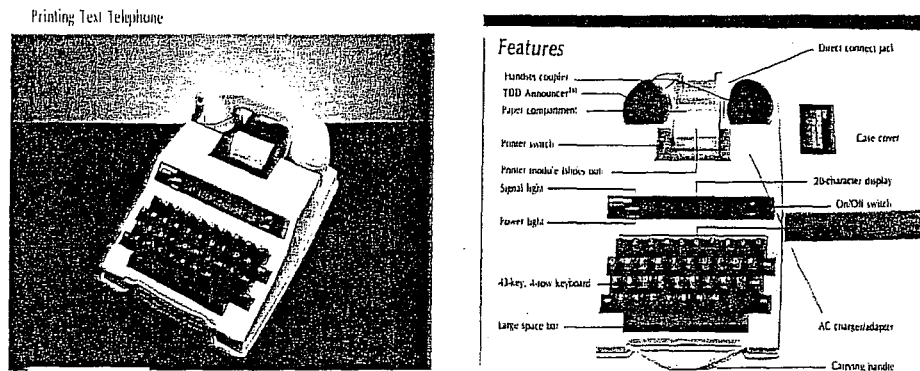 Printing Text Telephone
Features
Direct connect jack
Handset coupler
TDD Announcer™
Paper compartment
Case cover
Printer switch
Printer module (slides out)
Signal light
20-character display
On/Off switch
Power light
43-key, 4-row keyboard
Large space bar
AC charger/adapter
Carrying handle